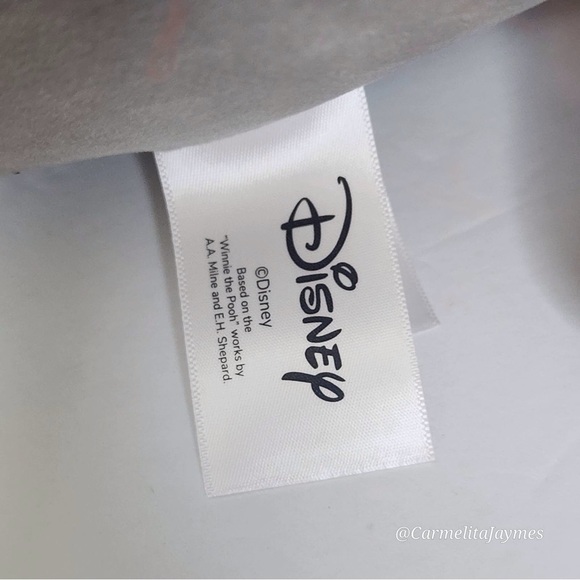 Disney
©Disney
Based on the
"Winnie the Pooh" works by
A.A. Milne and E.H. Shepard.
@CarmelitaJaymes